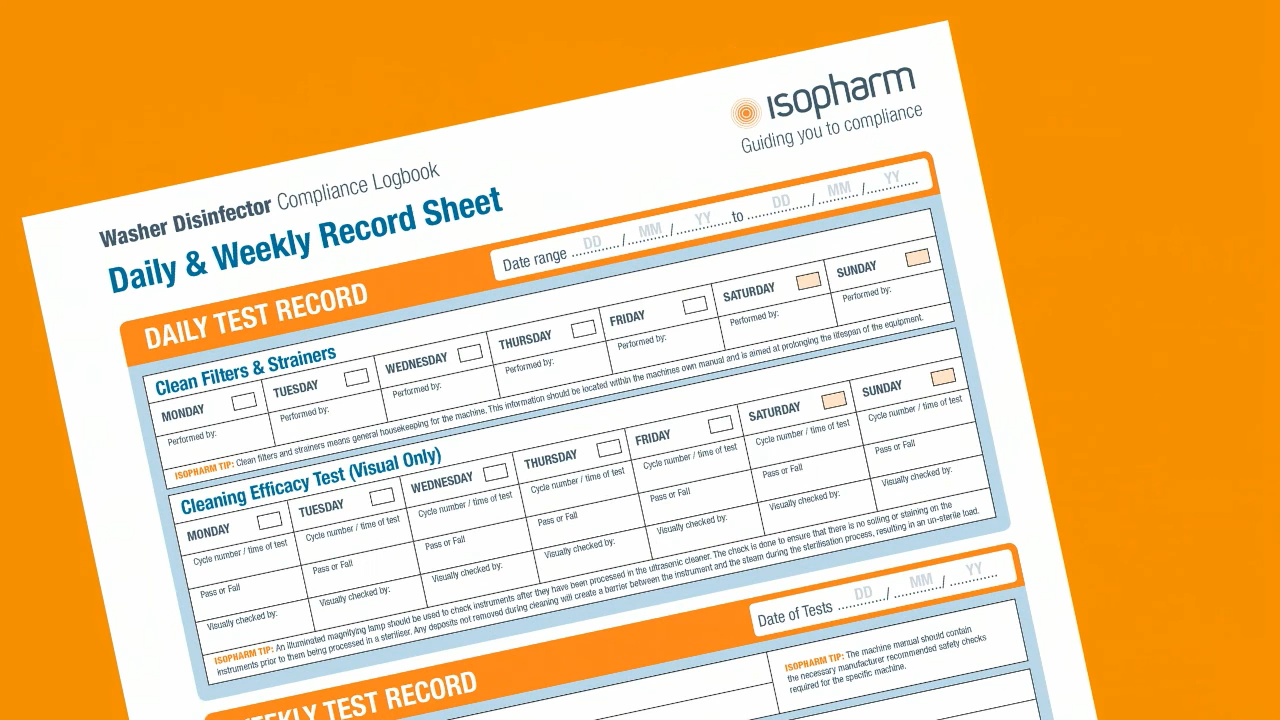 isopharm
Guiding you to compliance
Washer Disinfector Compliance Logbook
Daily & Weekly Record Sheet
DAILY TEST RECORD
Date range DD / MM / YY to DD / MM / YY
Clean Filters & Strainers
MONDAY TUESDAY WEDNESDAY THURSDAY FRIDAY SATURDAY SUNDAY
Performed by: Performed by: Performed by: Performed by: Performed by: Performed by: Performed by:
ISOPHARM TIP: Clean filters and strainers means general housekeeping for the machine. This information should be located within the machines own manual and is aimed at prolonging the lifespan of the equipment.
Cleaning Efficacy Test (Visual Only)
MONDAY TUESDAY WEDNESDAY THURSDAY FRIDAY SATURDAY SUNDAY
Cycle number / time of test Cycle number / time of test Cycle number / time of test Cycle number / time of test Cycle number / time of test Cycle number / time of test Cycle number / time of test
Pass or Fall Pass or Fall Pass or Fall Pass or Fall Pass or Fall Pass or Fall Pass or Fall
Visually checked by: Visually checked by: Visually checked by: Visually checked by: Visually checked by: Visually checked by: Visually checked by:
ISOPHARM TIP: An illuminated magnifying lamp should be used to check instruments after they have been processed in the ultrasonic cleaner. The check is done to ensure that there is no soiling or staining on the
instruments prior to them being processed in a steriliser. Any deposits not removed during cleaning will create a barrier between the instrument and the steam during the sterilisation process, resulting in an un-sterile load.
WEEKLY TEST RECORD
Date of Tests DD / MM / YY
ISOPHARM TIP: The machine manual should contain
the necessary manufacturer recommended safety checks
required for the specific machine.